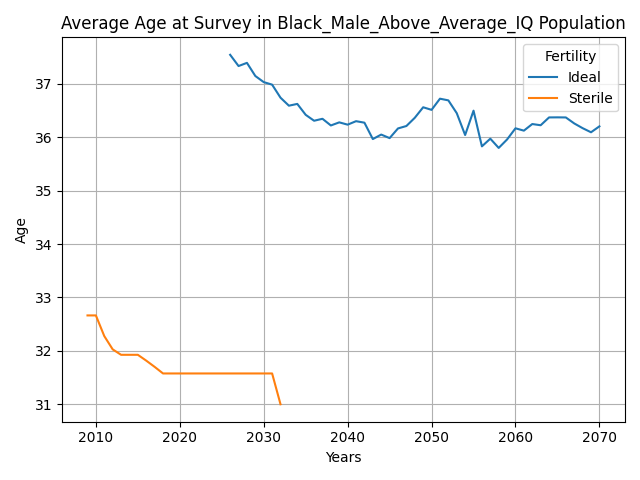 Average Age at Survey in Black_Male_Above_Average_IQ Population
Fertility
Ideal
Sterile
37
36
35
34
33
32
31
Age
2010 2020 2030 2040 2050 2060 2070
Years